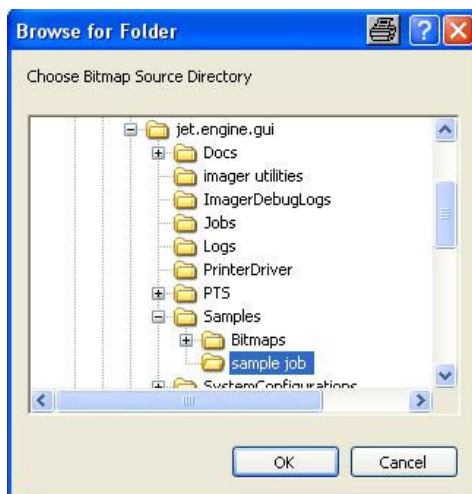 Browse for Folder
Choose Bitmap Source Directory
jet.engine.gui
Docs
imager utilities
ImagerDebugLogs
Jobs
Logs
PrinterDriver
PTS
Samples
Bitmaps
sample job
SystemConfigurations
OK
Cancel